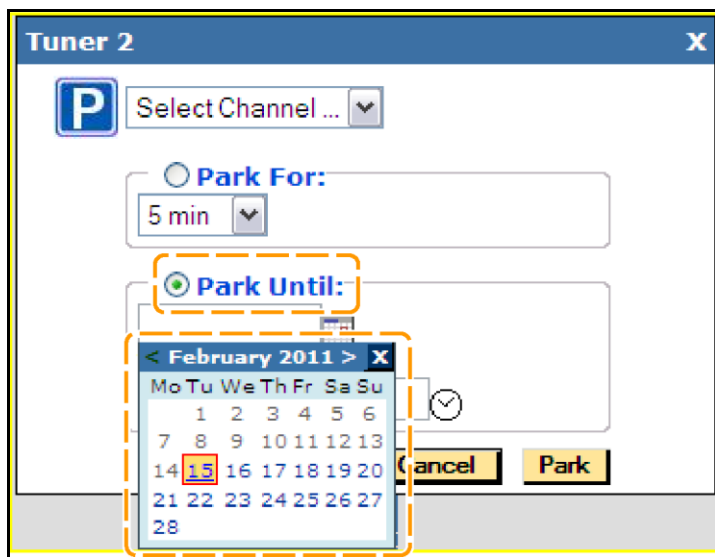 Tuner 2 X
P Select Channel ...
Park For:
5 min
Park Until:
< February 2011 > X
Mo Tu We Th Fr Sa Su
1 2 3 4 5 6
7 8 9 10 11 12 13
14 15 16 17 18 19 20
21 22 23 24 25 26 27
28
Cancel Park